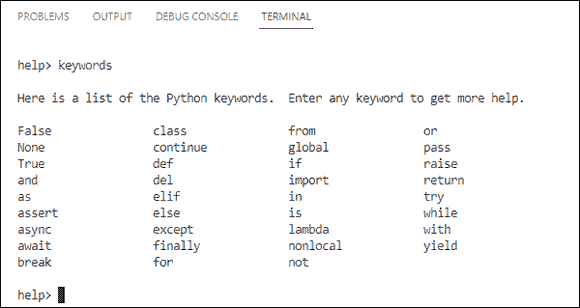 PROBLEMS OUTPUT DEBUG CONSOLE TERMINAL
help> keywords
Here is a list of the Python keywords.  Enter any keyword to get more help.
False class from or
None continue global pass
True def if raise
and del import return
as elif in try
assert else is while
async except lambda with
await finally nonlocal yield
break for not
help>